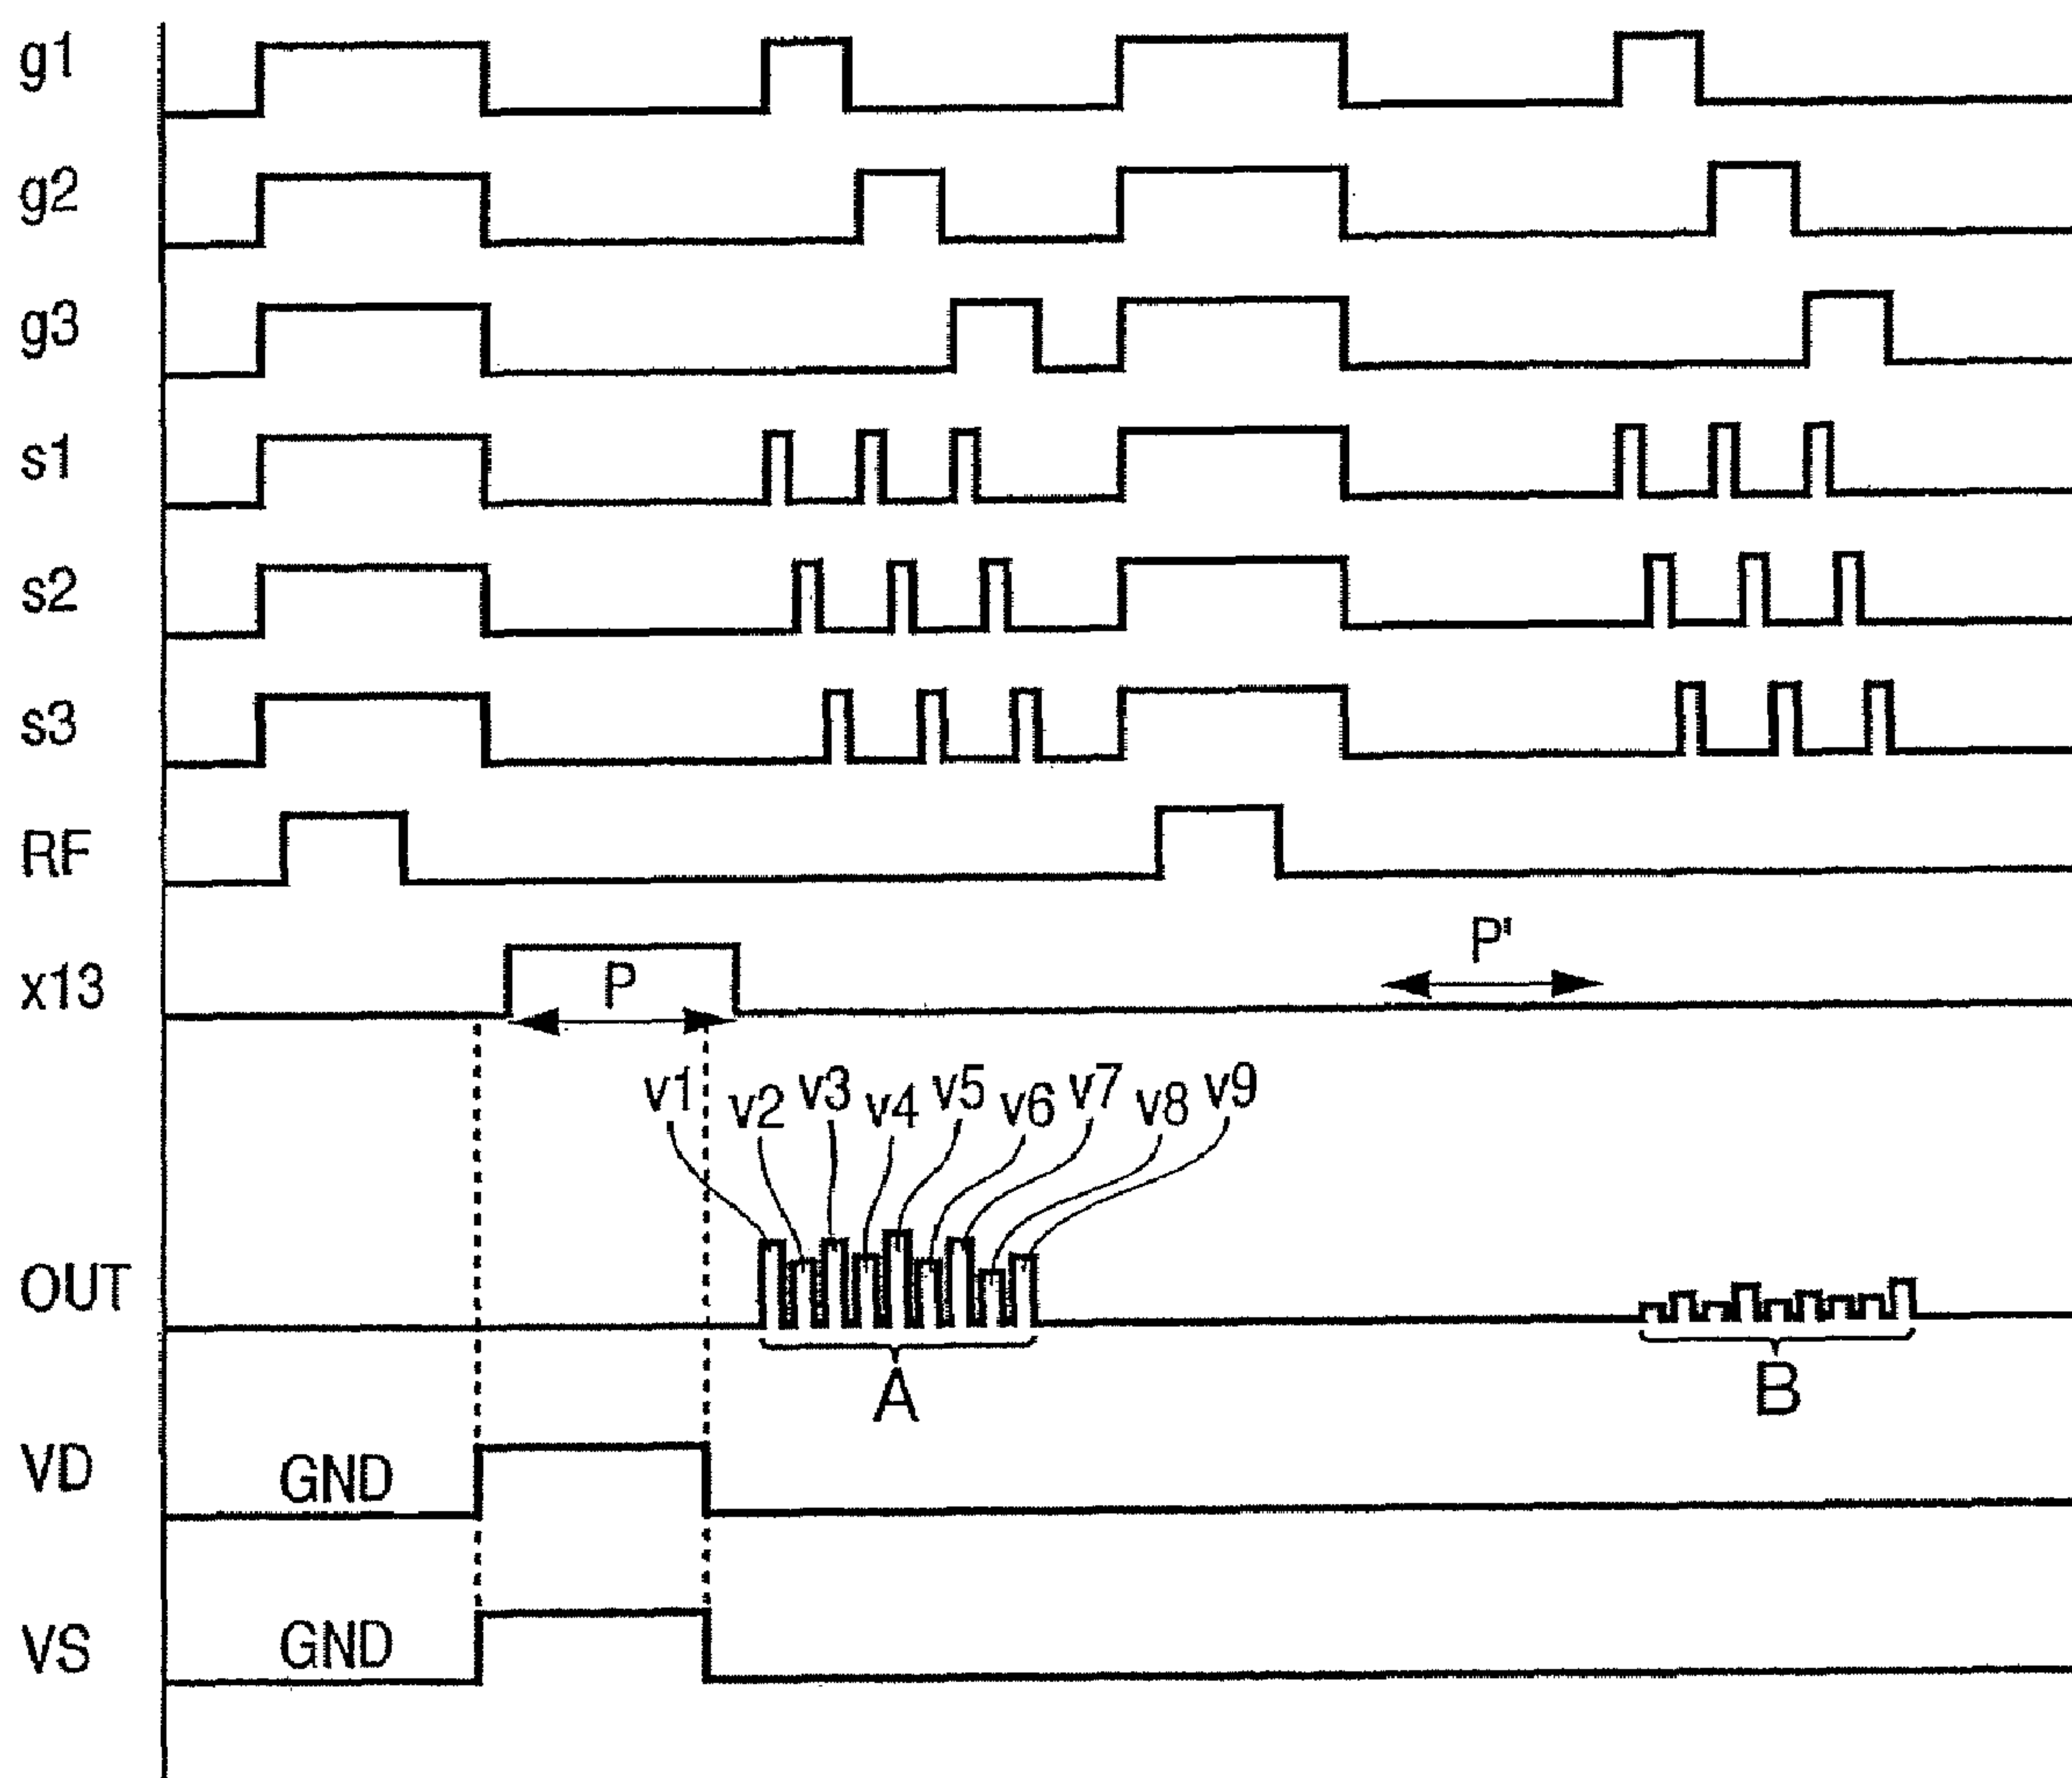 g1
g2
g3
s1
s2
s3
RF
x13
P
P'
v1 v2 v3 v4 v5 v6 v7 v8 v9
OUT
A
B
VD
GND
VS
GND